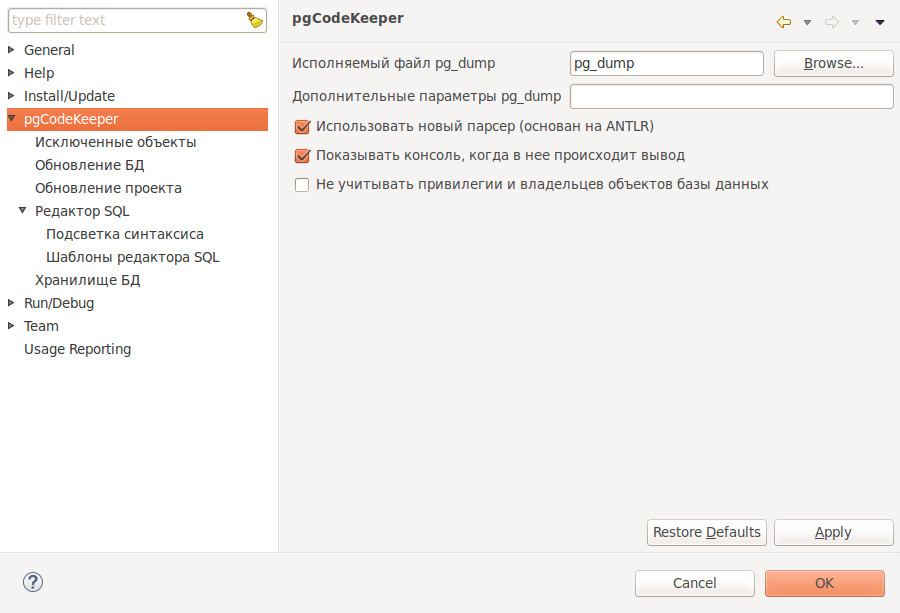 type filter text
General
Help
Install/Update
pgCodeKeeper
Исключенные объекты
Обновление БД
Обновление проекта
Редактор SQL
Подсветка синтаксиса
Шаблоны редактора SQL
Хранилище БД
Run/Debug
Team
Usage Reporting
pgCodeKeeper
Исполняемый файл pg_dump pg_dump Browse...
Дополнительные параметры pg_dump
Использовать новый парсер (основан на ANTLR)
Показывать консоль, когда в нее происходит вывод
Не учитывать привилегии и владельцев объектов базы данных
Restore Defaults Apply
? Cancel OK